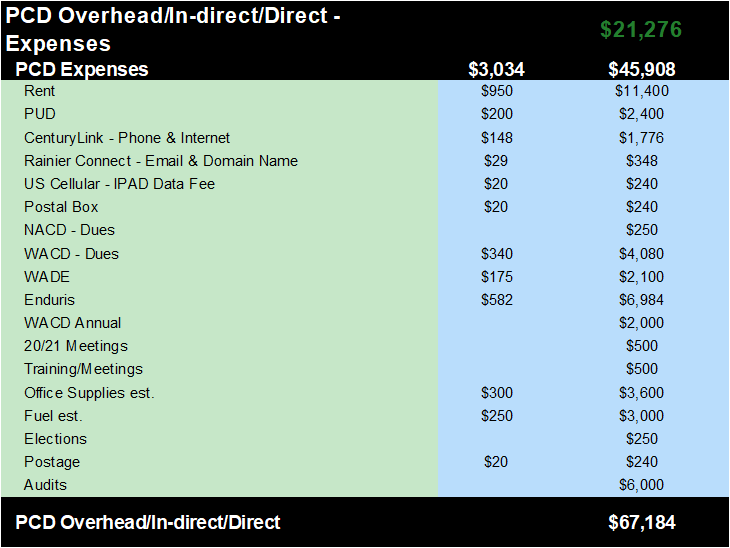 PCD Overhead/In-direct/Direct -
Expenses $21,276
PCD Expenses $3,034 $45,908
Rent $950 $11,400
PUD $200 $2,400
CenturyLink - Phone & Internet $148 $1,776
Rainier Connect - Email & Domain Name $29 $348
US Cellular - IPAD Data Fee $20 $240
Postal Box $20 $240
NACD - Dues $250
WACD - Dues $340 $4,080
WADE $175 $2,100
Enduris $582 $6,984
WACD Annual $2,000
20/21 Meetings $500
Training/Meetings $500
Office Supplies est. $300 $3,600
Fuel est. $250 $3,000
Elections $250
Postage $20 $240
Audits $6,000
PCD Overhead/In-direct/Direct $67,184